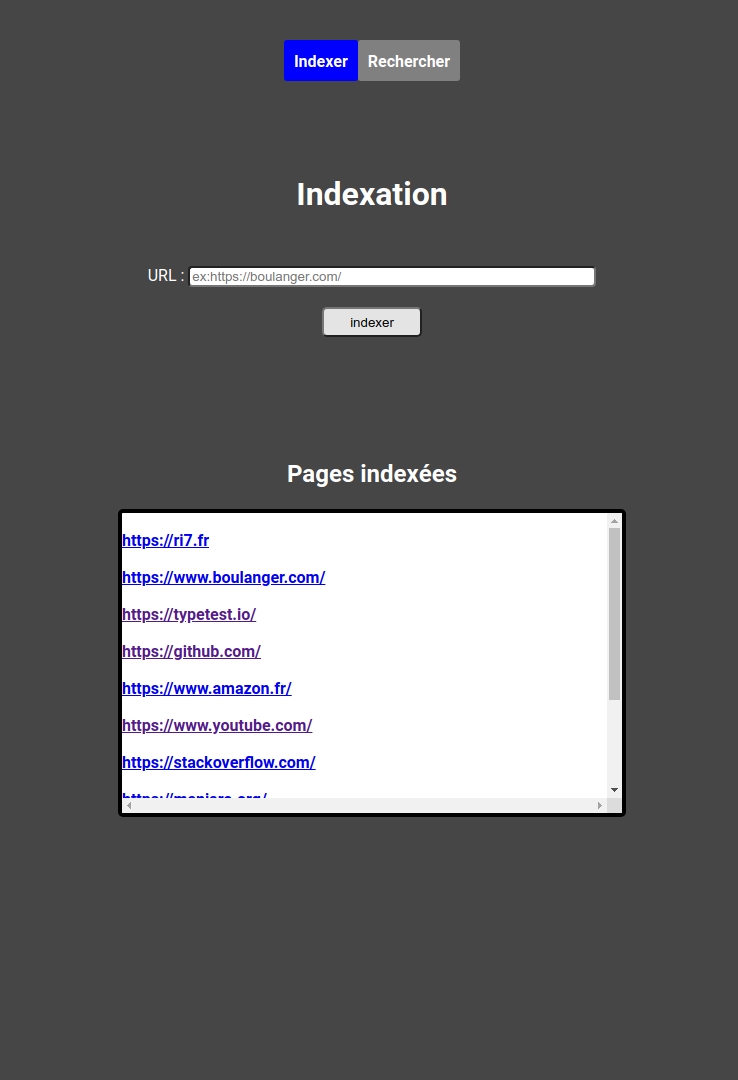 Indexer Rechercher
Indexation
URL : ex:https://boulanger.com/
indexer
Pages indexées
https://ri7.fr
https://www.boulanger.com/
https://typetest.io/
https://github.com/
https://www.amazon.fr/
https://www.youtube.com/
https://stackoverflow.com/